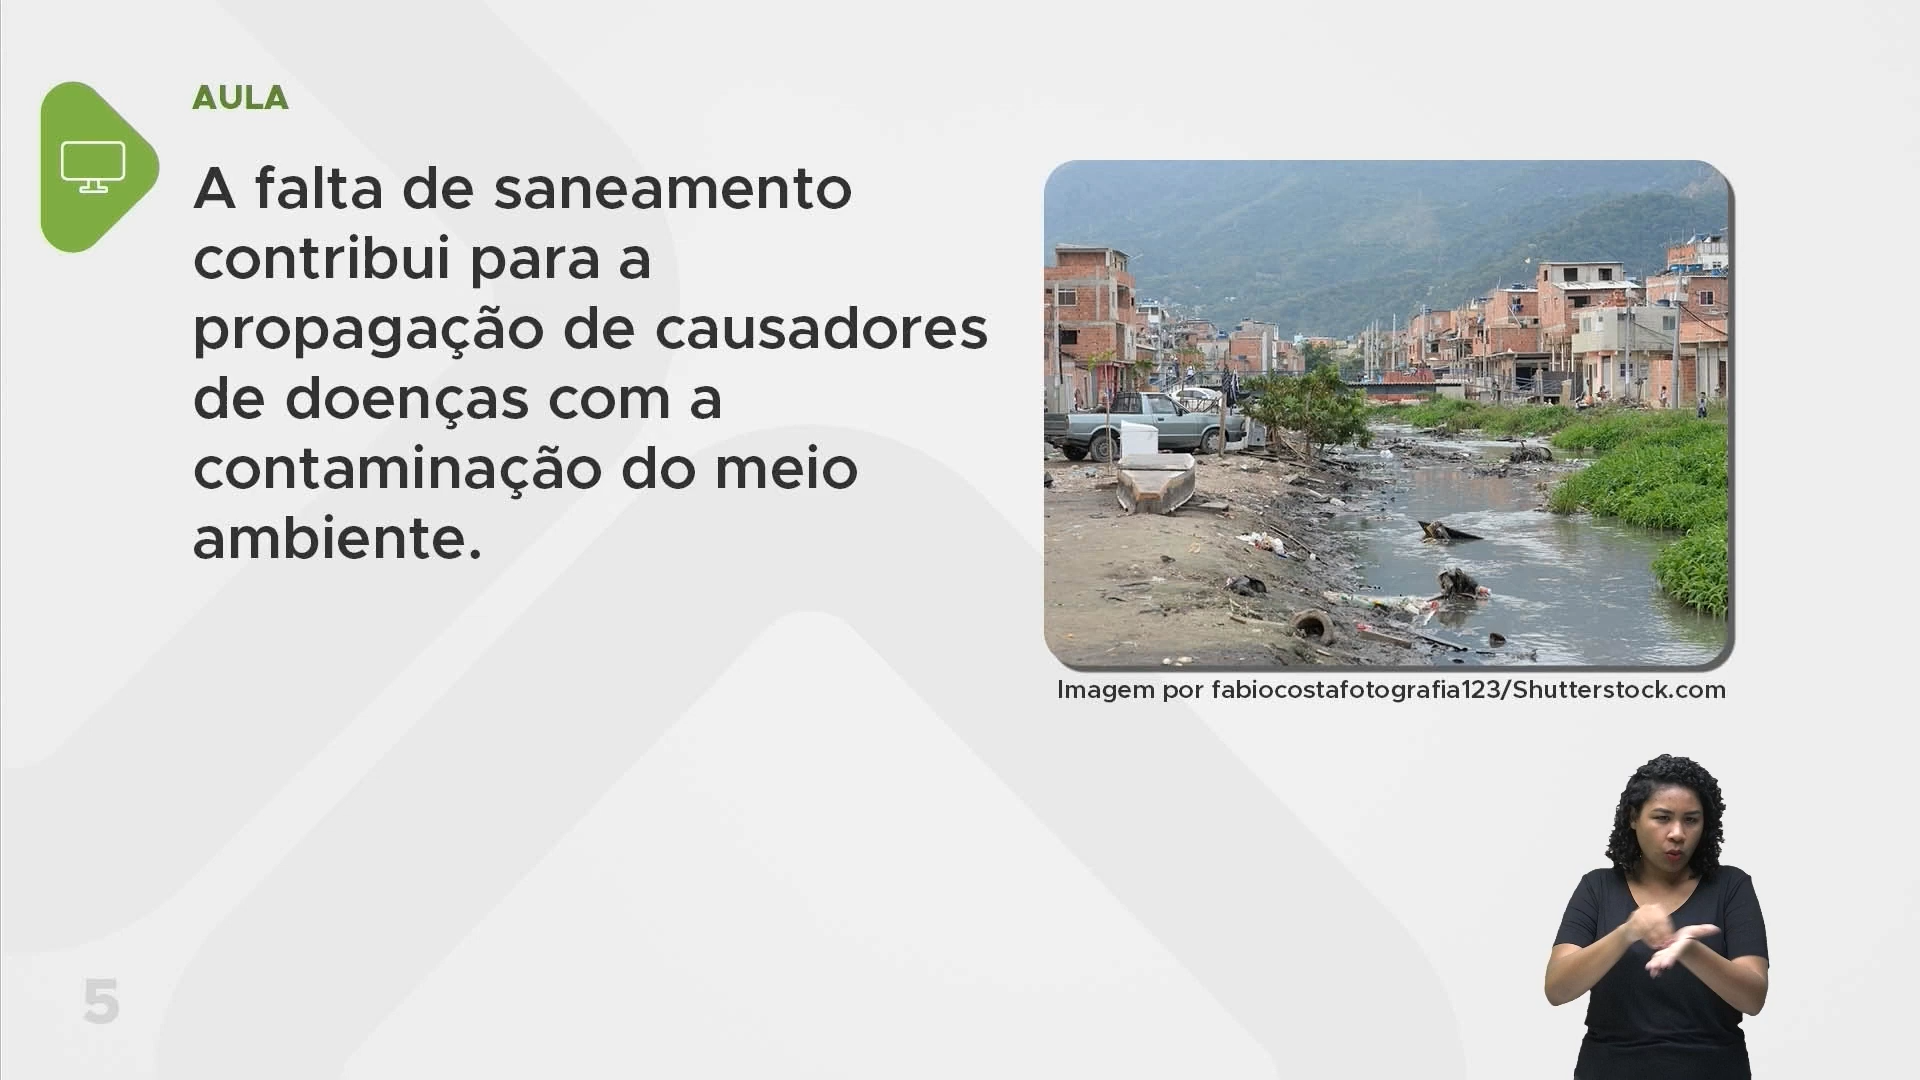 AULA
A falta de saneamento
contribui para a
propagação de causadores
de doenças com a
contaminação do meio
ambiente.
Imagem por fabiocostafotografia123/Shutterstock.com
5